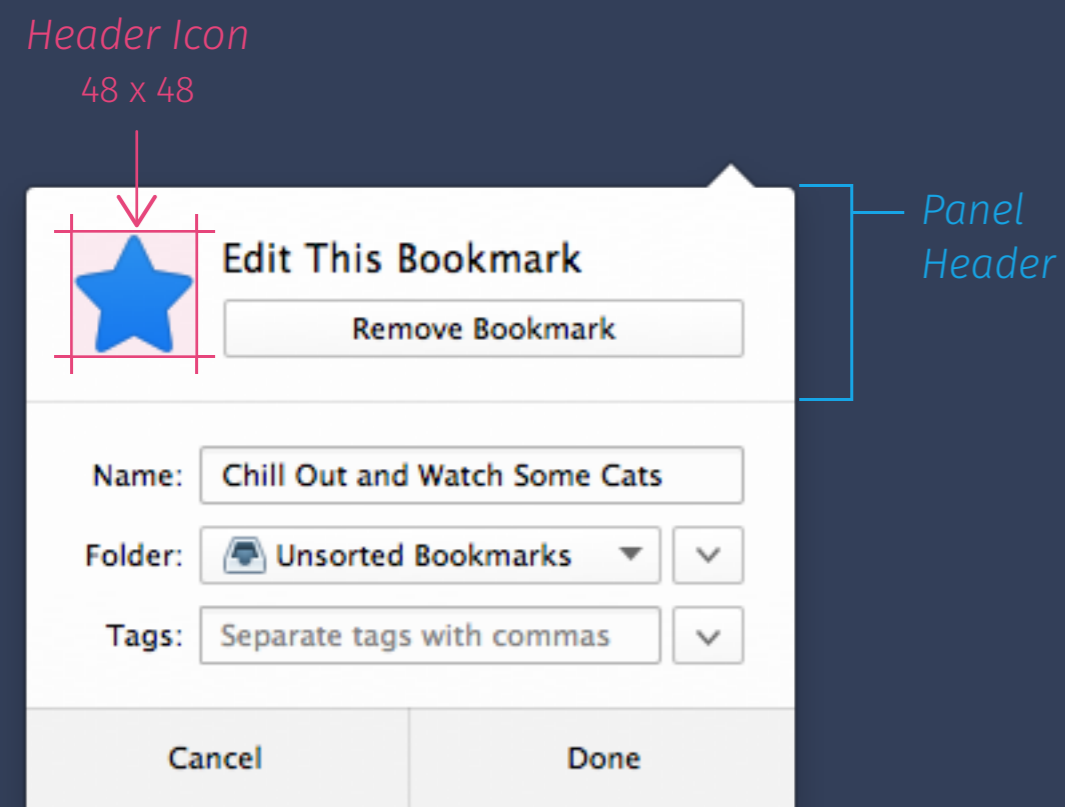 Header Icon
48 x 48
Panel
Header
Edit This Bookmark
Remove Bookmark
Name: Chill Out and Watch Some Cats
Folder: Unsorted Bookmarks
Tags: Separate tags with commas
Cancel Done